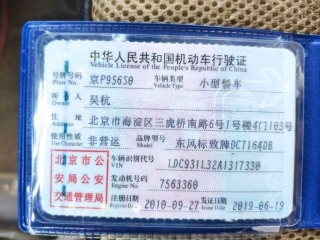 中华人民共和国机动车行驶证
Vehicle License of the People's Republic of China
号牌号码 京P956S0 车辆类型 小型轿车
Plate No. Vehicle Type
所有人 吴杭
Owner
住址 北京市海淀区三虎桥南路6号1号楼4门103号
Address
使用性质 非营运 品牌型号 东风标致牌DC7164DB
Use Character Model
北京市公
安局公安
交通管理局
车辆识别代号 LDC931L32A1317330
VIN
发动机号码 7563360
Engine No.
注册日期 2010-09-27 发证日期 2019-06-19
Register Date Issue Date